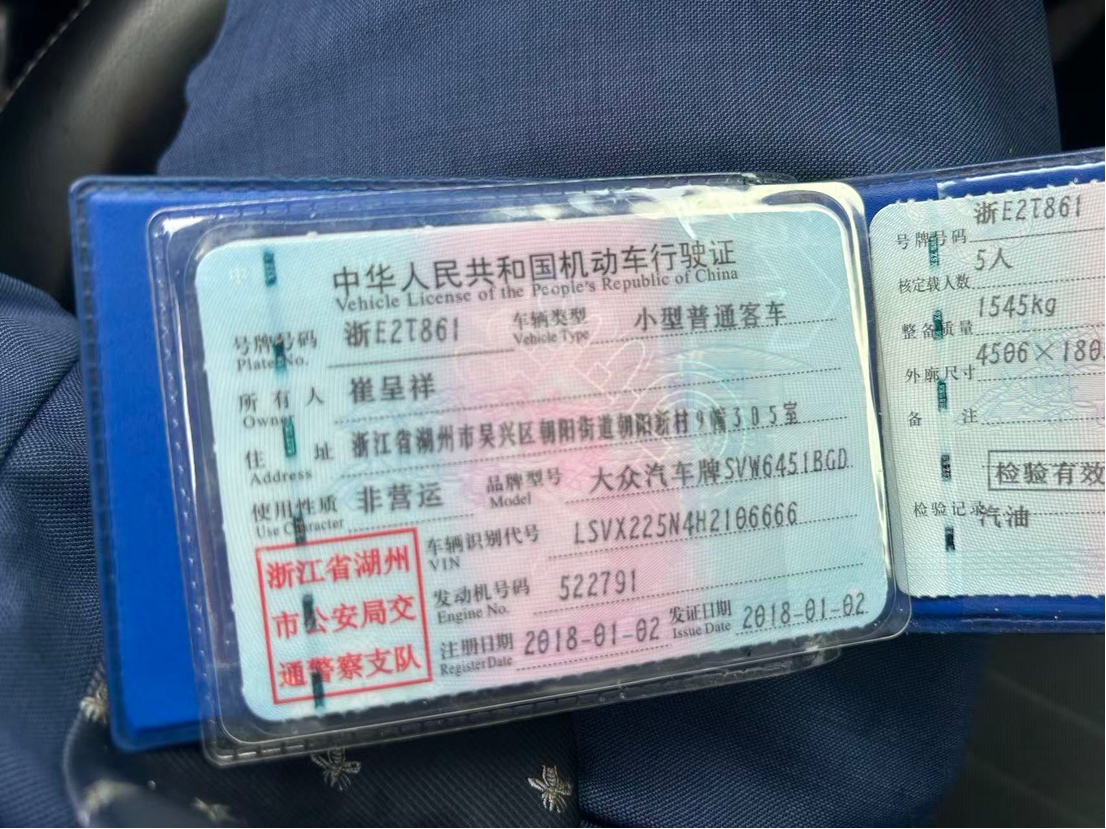 中华人民共和国机动车行驶证
Vehicle License of the People's Republic of China
号牌号码 浙E2T861 车辆类型 小型普通客车
Plate No. Vehicle Type
所有人 崔呈祥
Owner
住址 浙江省湖州市吴兴区朝阳街道朝阳新村9幢305室
Address
使用性质 非营运 品牌型号 大众汽车牌SVW6451BGD
Use Character Model
车辆识别代号 LSVX225N4H2106666
VIN
发动机号码 522791
Engine No.
注册日期 2018-01-02 发证日期 2018-01-02
Register Date Issue Date
浙江省湖州
市公安局交
通警察支队
号牌号码 浙E2T861
核定载人数 5人
整备质量 1545kg
外廓尺寸 4506×180
备注
检验有效
检验记录 汽油